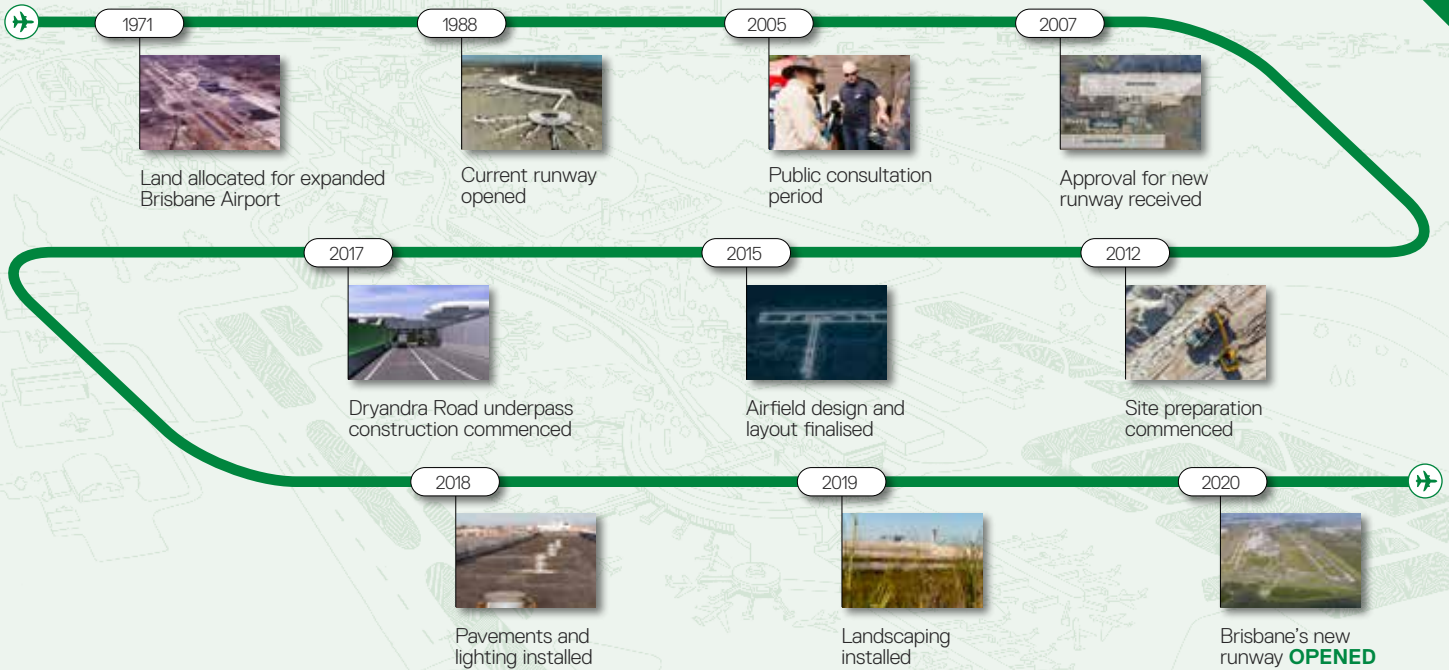 1971
Land allocated for expanded
Brisbane Airport
1988
Current runway
opened
2005
Public consultation
period
2007
Approval for new
runway received
2012
Site preparation
commenced
2015
Airfield design and
layout finalised
2017
Dryandra Road underpass
construction commenced
2018
Pavements and
lighting installed
2019
Landscaping
installed
2020
Brisbane's new
runway OPENED